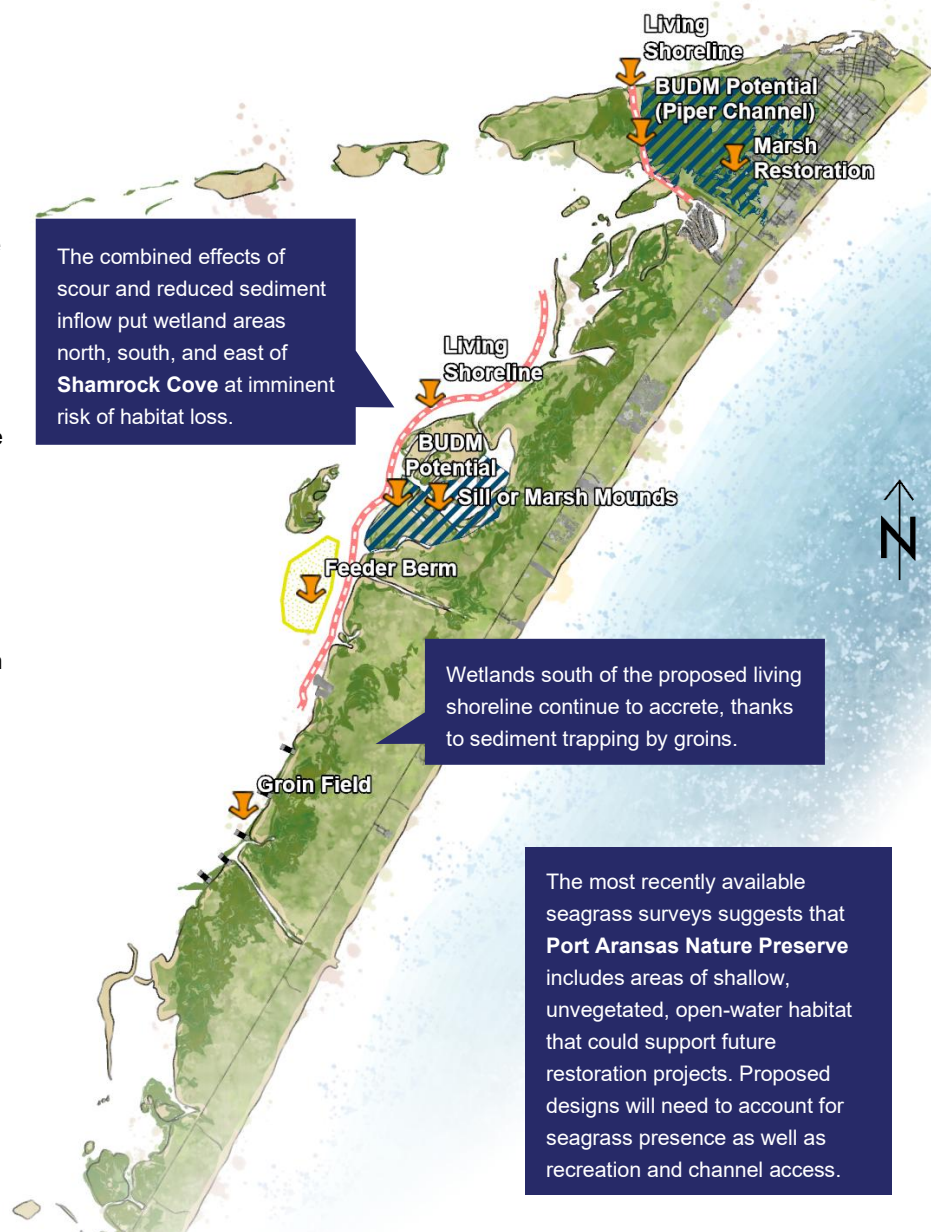 Living
Shoreline
BUDM Potential
(Piper Channel)
Marsh
Restoration
The combined effects of
scour and reduced sediment
inflow put wetland areas
north, south, and east of
Shamrock Cove at imminent
risk of habitat loss.
Living
Shoreline
BUDM
Potential
Sill or Marsh Mounds
N
Feeder Berm
Wetlands south of the proposed living
shoreline continue to accrete, thanks
to sediment trapping by groins.
Groin Field
The most recently available
seagrass surveys suggests that
Port Aransas Nature Preserve
includes areas of shallow,
unvegetated, open-water habitat
that could support future
restoration projects. Proposed
designs will need to account for
seagrass presence as well as
recreation and channel access.